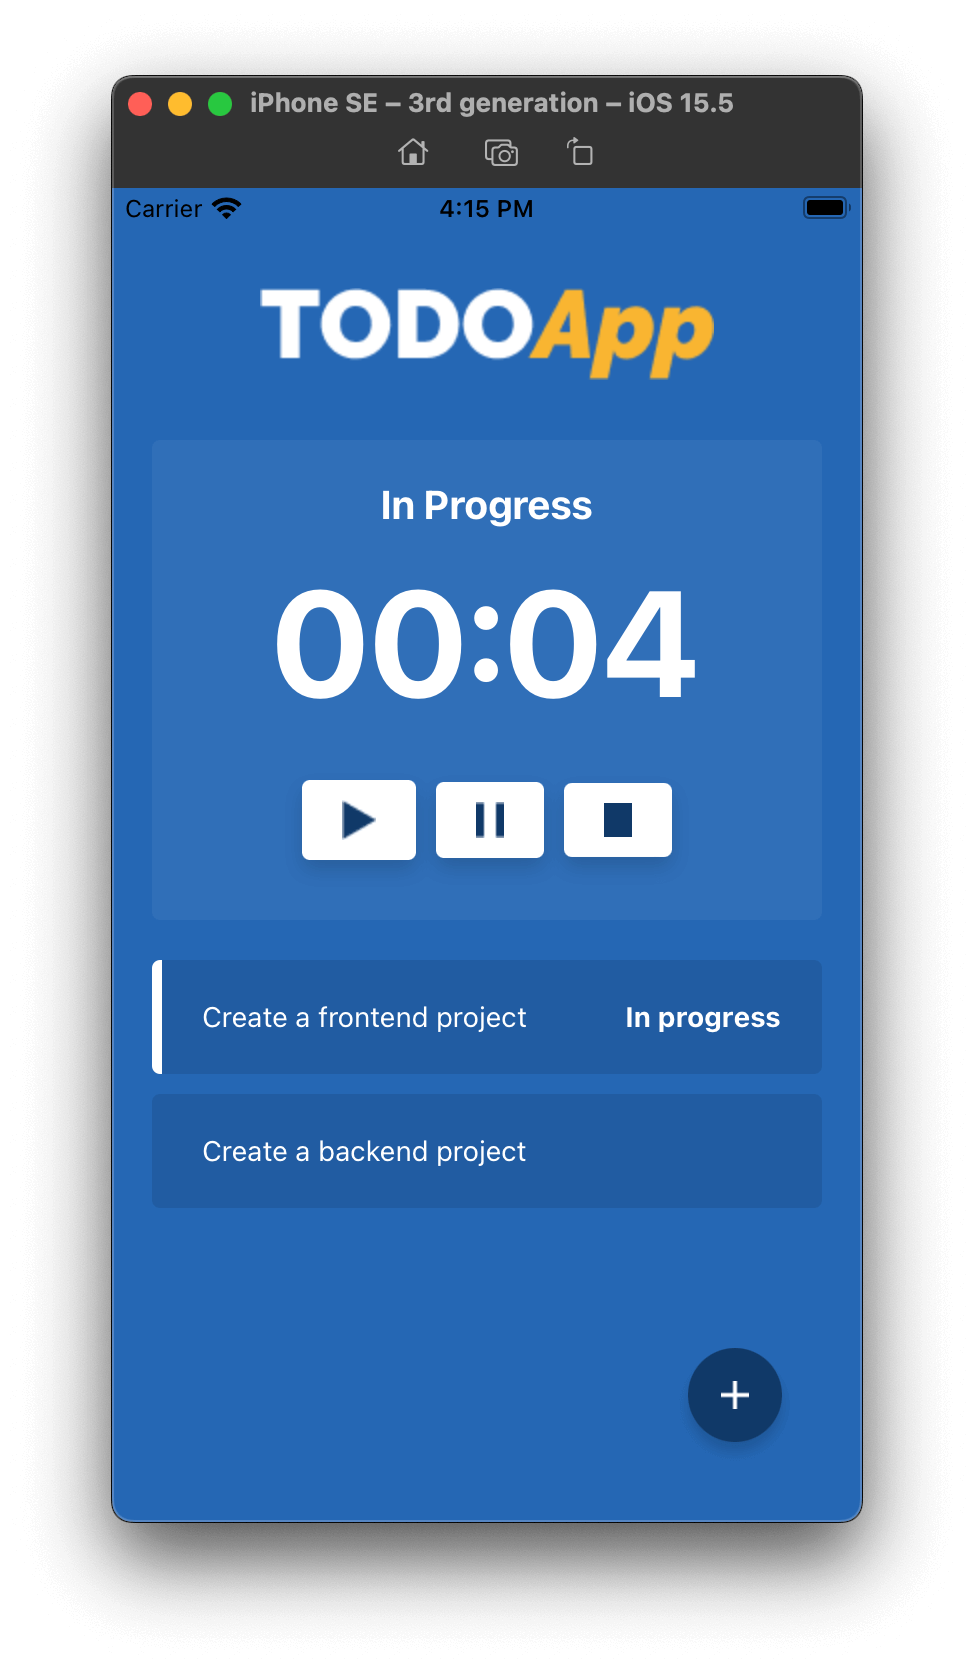 iPhone SE – 3rd generation – iOS 15.5
Carrier 4:15 PM
TODOApp
In Progress
00:04
Create a frontend project In progress
Create a backend project